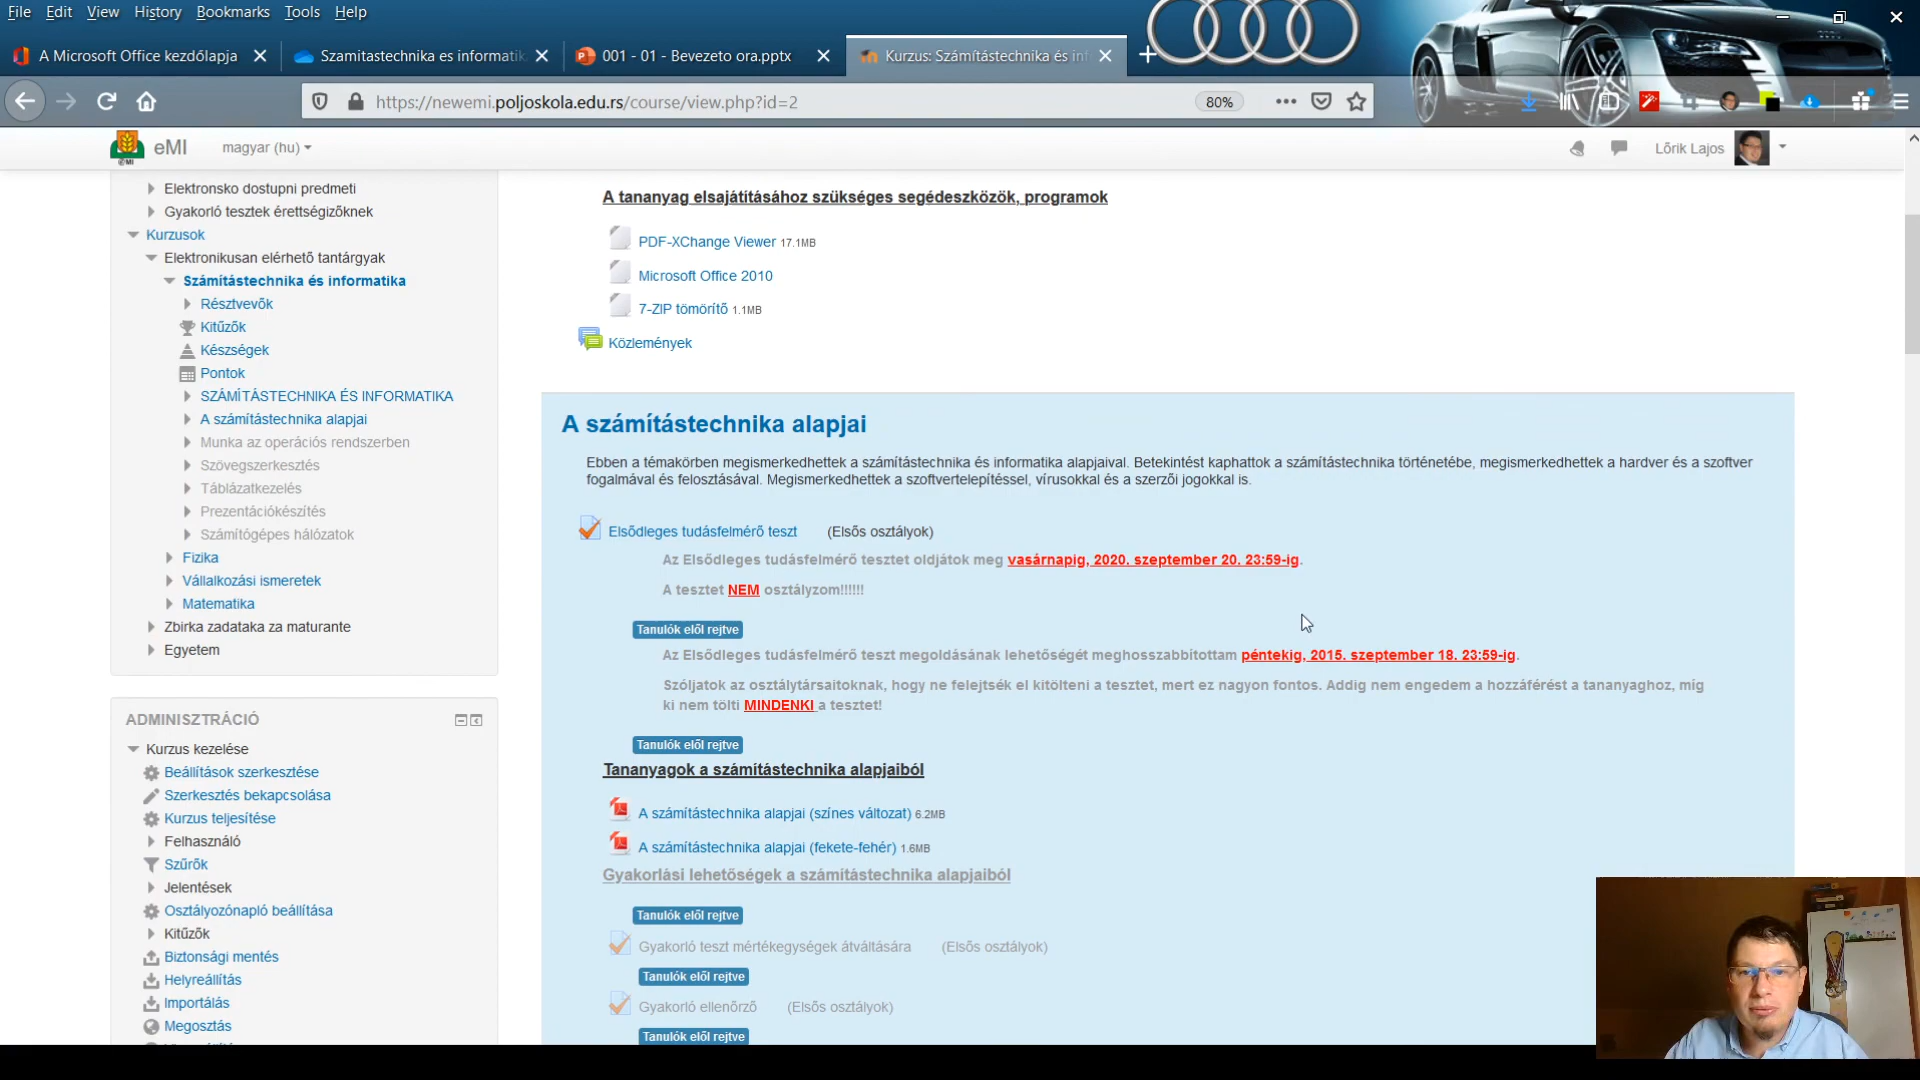 File Edit View History Bookmarks Tools Help
A Microsoft Office kezdőlapja
Szamitastechnika es informatik
001 - 01 - Bevezeto ora.pptx
Kurzus: Számítástechnika és inf
https://newemi.poljoskola.edu.rs/course/view.php?id=2
80%
eMI
magyar (hu)
Lõrik Lajos
Elektronsko dostupni predmeti
Gyakorló tesztek érettségizőknek
Kurzusok
Elektronikusan elérhető tantárgyak
Számítástechnika és informatika
Résztvevők
Kitűzők
Készségek
Pontok
SZÁMÍTÁSTECHNIKA ÉS INFORMATIKA
A számítástechnika alapjai
Munka az operációs rendszerben
Szövegszerkesztés
Táblázatkezelés
Prezentációkészítés
Számítógépes hálózatok
Fizika
Vállalkozási ismeretek
Matematika
Zbirka zadataka za maturante
Egyetem
ADMINISZTRÁCIÓ
Kurzus kezelése
Beállítások szerkesztése
Szerkesztés bekapcsolása
Kurzus teljesítése
Felhasználó
Szűrők
Jelentések
Osztályozónapló beállítása
Kitűzők
Biztonsági mentés
Helyreállítás
Importálás
Megosztás
A tananyag elsajátításához szükséges segédeszközök, programok
PDF-XChange Viewer 17.1MB
Microsoft Office 2010
7-ZIP tömörítő 1.1MB
Közlemények
A számítástechnika alapjai
Ebben a témakörben megismerkedhettek a számítástechnika és informatika alapjaival. Betekintést kaphattok a számítástechnika történetébe, megismerkedhettek a hardver és a szoftver
fogalmával és felosztásával. Megismerkedhettek a szoftvertelepítéssel, vírusokkal és a szerzői jogokkal is.
Elsődleges tudásfelmérő teszt (Elsős osztályok)
Az Elsődleges tudásfelmérő tesztet oldjátok meg vasárnapig, 2020. szeptember 20. 23:59-ig.
A tesztet NEM osztályzom!!!!!!
Tanulók elől rejtve
Az Elsődleges tudásfelmérő teszt megoldásának lehetőségét meghosszabbítottam péntekig, 2015. szeptember 18. 23:59-ig.
Szóljatok az osztálytársaitoknak, hogy ne felejtsék el kitölteni a tesztet, mert ez nagyon fontos. Addig nem engedem a hozzáférést a tananyaghoz, míg
ki nem tölti MINDENKI a tesztet!
Tanulók elől rejtve
Tananyagok a számítástechnika alapjaiból
A számítástechnika alapjai (színes változat) 6.2MB
A számítástechnika alapjai (fekete-fehér) 1.6MB
Gyakorlási lehetőségek a számítástechnika alapjaiból
Tanulók elől rejtve
Gyakorló teszt mértékegységek átváltására (Elsős osztályok)
Tanulók elől rejtve
Gyakorló ellenőrző (Elsős osztályok)
Tanulók elől rejtve